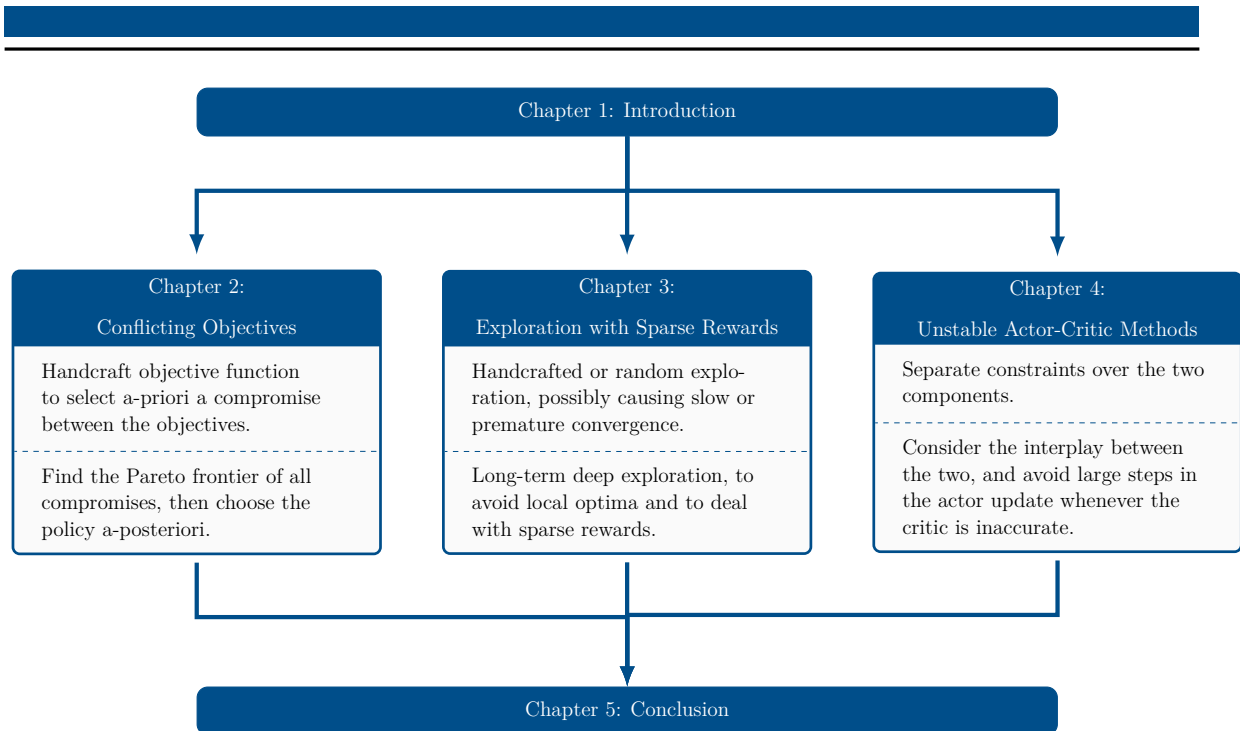 Chapter 1: Introduction
Chapter 2:
Conflicting Objectives
Handcraft objective function
to select a-priori a compromise
between the objectives.
Find the Pareto frontier of all
compromises, then choose the
policy a-posteriori.
Chapter 3:
Exploration with Sparse Rewards
Handcrafted or random explo-
ration, possibly causing slow or
premature convergence.
Long-term deep exploration, to
avoid local optima and to deal
with sparse rewards.
Chapter 4:
Unstable Actor-Critic Methods
Separate constraints over the two
components.
Consider the interplay between
the two, and avoid large steps in
the actor update whenever the
critic is inaccurate.
Chapter 5: Conclusion